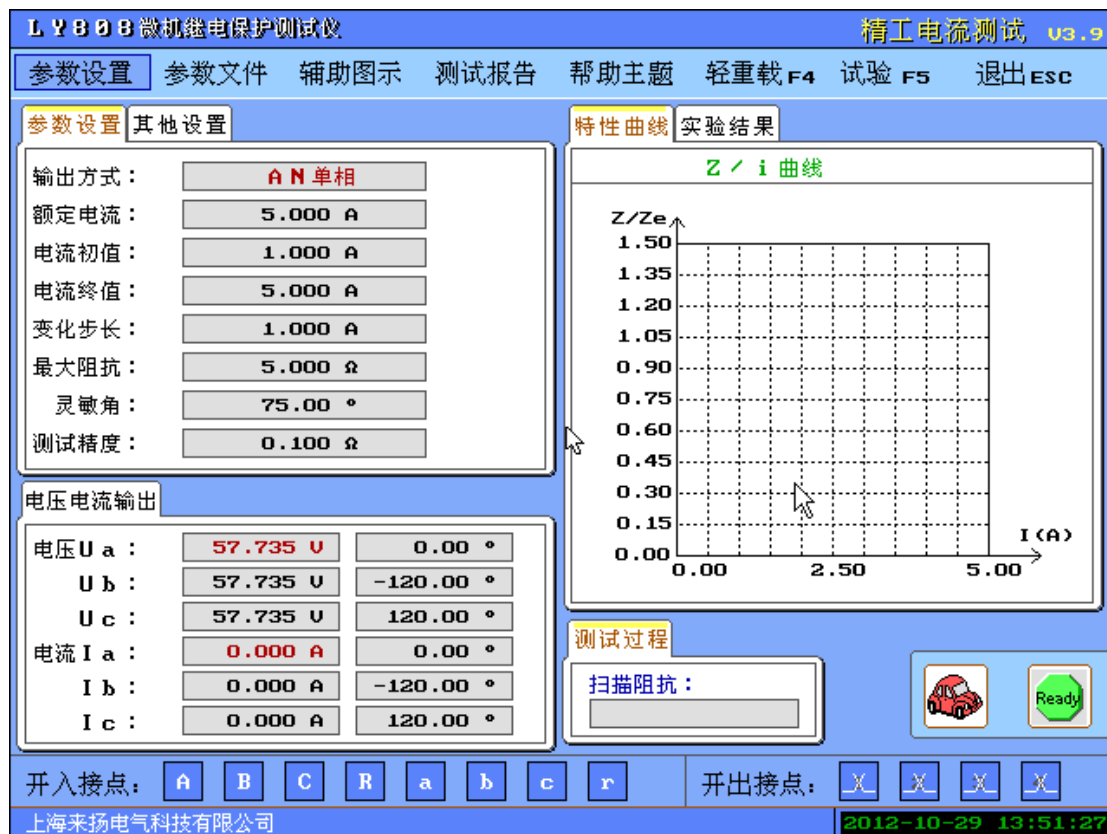 LY808微机继电保护测试仪 精工电流测试 V3.9
参数设置 参数文件 辅助图示 测试报告 帮助主题 轻重载F4 试验F5 退出ESC
参数设置 其他设置
输出方式： AN单相
额定电流： 5.000 A
电流初值： 1.000 A
电流终值： 5.000 A
变化步长： 1.000 A
最大阻抗： 5.000 Ω
灵敏角： 75.00 °
测试精度： 0.100 Ω
电压电流输出
电压Ua： 57.735 V 0.00 °
Ub： 57.735 V -120.00 °
Uc： 57.735 V 120.00 °
电流Ia： 0.000 A 0.00 °
Ib： 0.000 A -120.00 °
Ic： 0.000 A 120.00 °
特性曲线 实验结果
Z/i曲线
Z/Ze
1.50
1.35
1.20
1.05
0.90
0.75
0.60
0.45
0.30
0.15
0.00
I(A)
0.00 2.50 5.00
测试过程
扫描阻抗：
Ready
开入接点： A B C R a b c r 开出接点： X X X X
上海来扬电气科技有限公司 2012-10-29 13:51:27